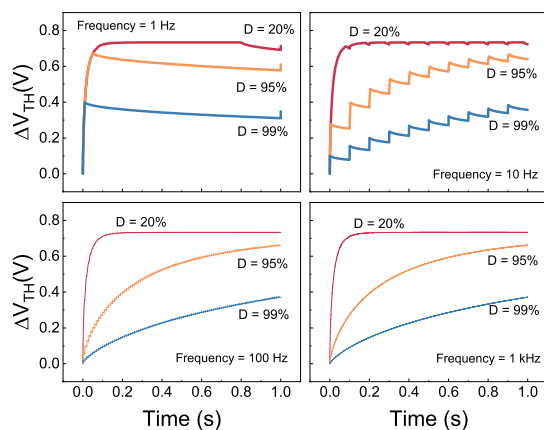 Frequency = 1 Hz
D = 20%
D = 95%
D = 99%
ΔV_TH(V)
0.8
0.6
0.4
0.2
0.0
D = 20%
D = 95%
D = 99%
Frequency = 10 Hz
D = 20%
D = 95%
D = 99%
Frequency = 100 Hz
ΔV_TH(V)
0.8
0.6
0.4
0.2
0.0
0.0 0.2 0.4 0.6 0.8 1.0
Time (s)
D = 20%
D = 95%
D = 99%
Frequency = 1 kHz
0.0 0.2 0.4 0.6 0.8 1.0
Time (s)